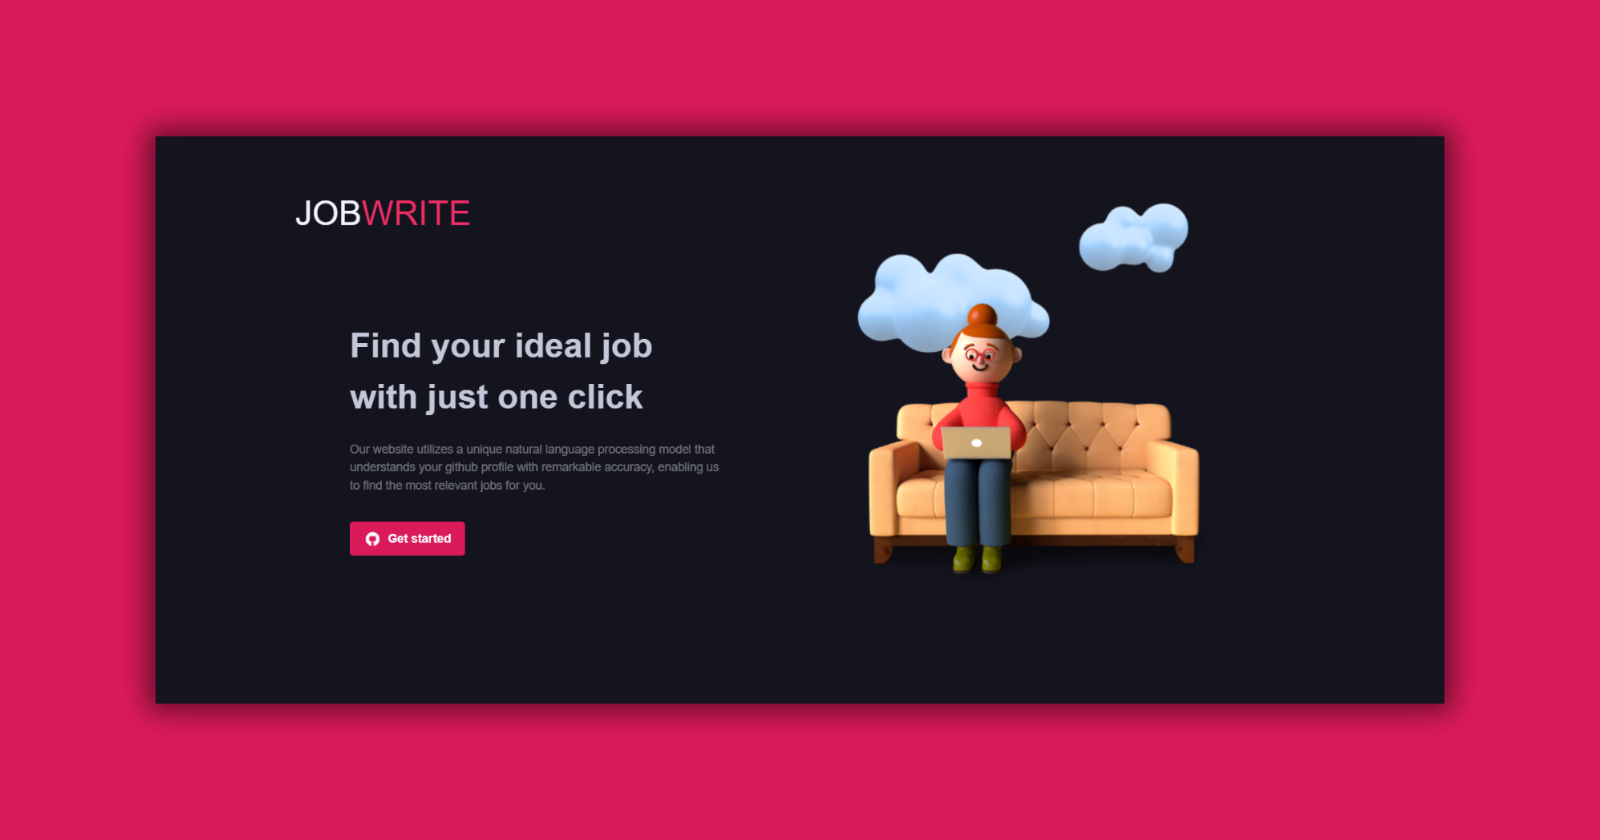 JOBWRITE
Find your ideal job
with just one click
Our website utilizes a unique natural language processing model that
understands your github profile with remarkable accuracy, enabling us
to find the most relevant jobs for you.
Get started